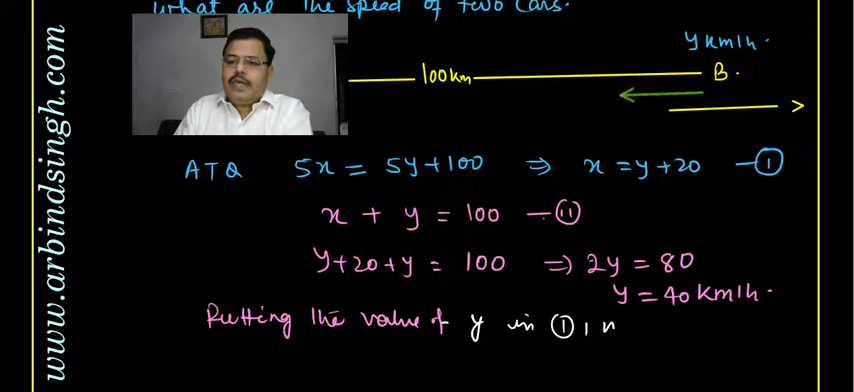 What are the speed of two cars.
www.arbindsingh.com
y km/h.
100km
B.
ATQ 5x = 5y+100 ⇒ x = y+20 —①
x + y = 100 —⑪
y+20+y = 100 ⇒ 2y = 80
y = 40 km/h.
Putting the value of y in ①, n